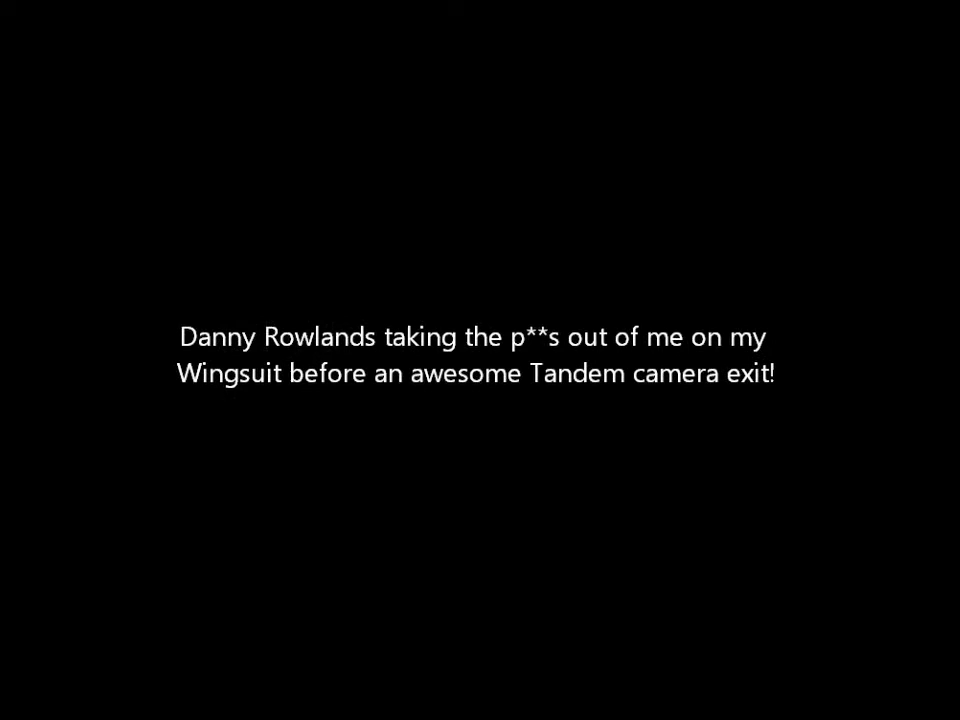 Danny Rowlands taking the p**s out of me on my
Wingsuit before an awesome Tandem camera exit!